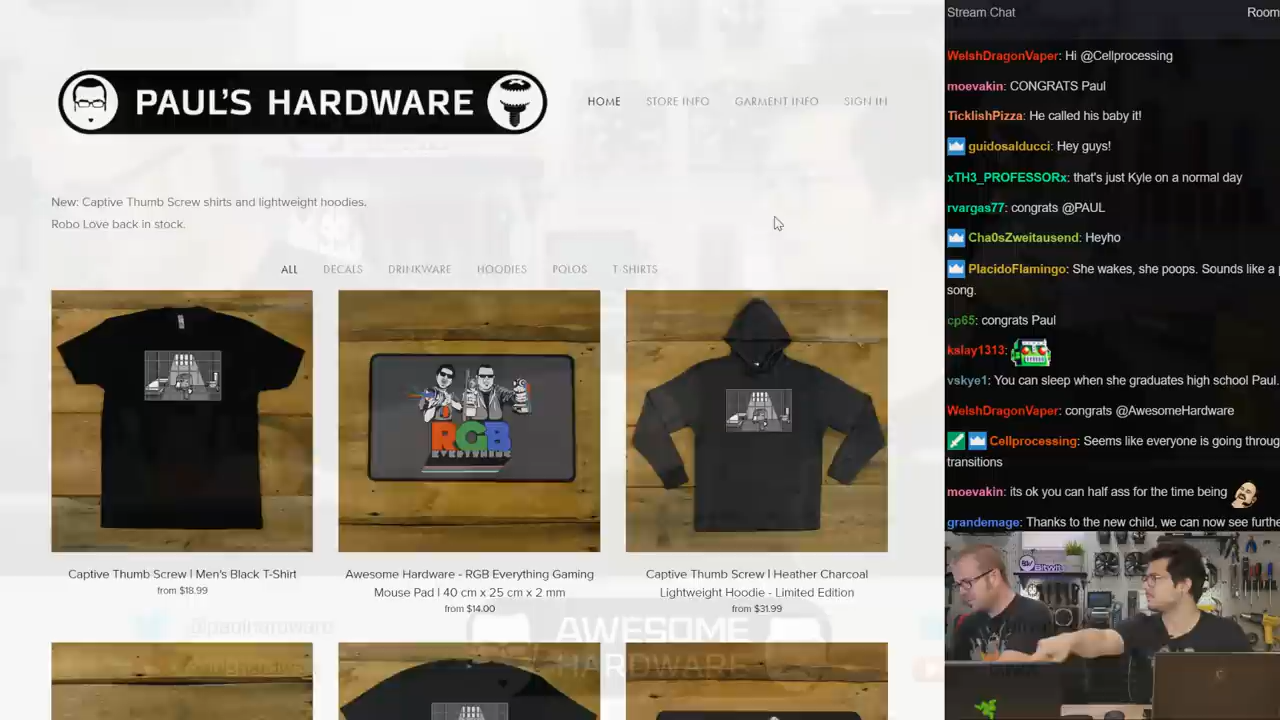 Stream Chat
Room
PAUL'S HARDWARE
HOME STORE INFO GARMENT INFO SIGN IN
New: Captive Thumb Screw shirts and lightweight hoodies.
Robo Love back in stock.
ALL DECALS DRINKWARE HOODIES POLOS T-SHIRTS
RGB
EVERYWHERE
Captive Thumb Screw | Men's Black T-Shirt
from $18.99
Awesome Hardware - RGB Everything Gaming
Mouse Pad | 40 cm x 25 cm x 2 mm
from $14.00
Captive Thumb Screw | Heather Charcoal
Lightweight Hoodie - Limited Edition
from $31.99
@paulhardware
AWESOME
HARDWARE
WelshDragonVaper: Hi @Cellprocessing
moevakin: CONGRATS Paul
TicklishPizza: He called his baby it!
guidosalducci: Hey guys!
xTH3_PROFESSORx: that's just Kyle on a normal day
rvargas77: congrats @PAUL
Cha0sZweitausend: Heyho
PlacidoFlamingo: She wakes, she poops. Sounds like a p
song.
cp65: congrats Paul
kslay1313:
vskye1: You can sleep when she graduates high school Paul.
WelshDragonVaper: congrats @AwesomeHardware
Cellprocessing: Seems like everyone is going throug
transitions
moevakin: its ok you can half ass for the time being
grandemage: Thanks to the new child, we can now see furthe
Bitwit